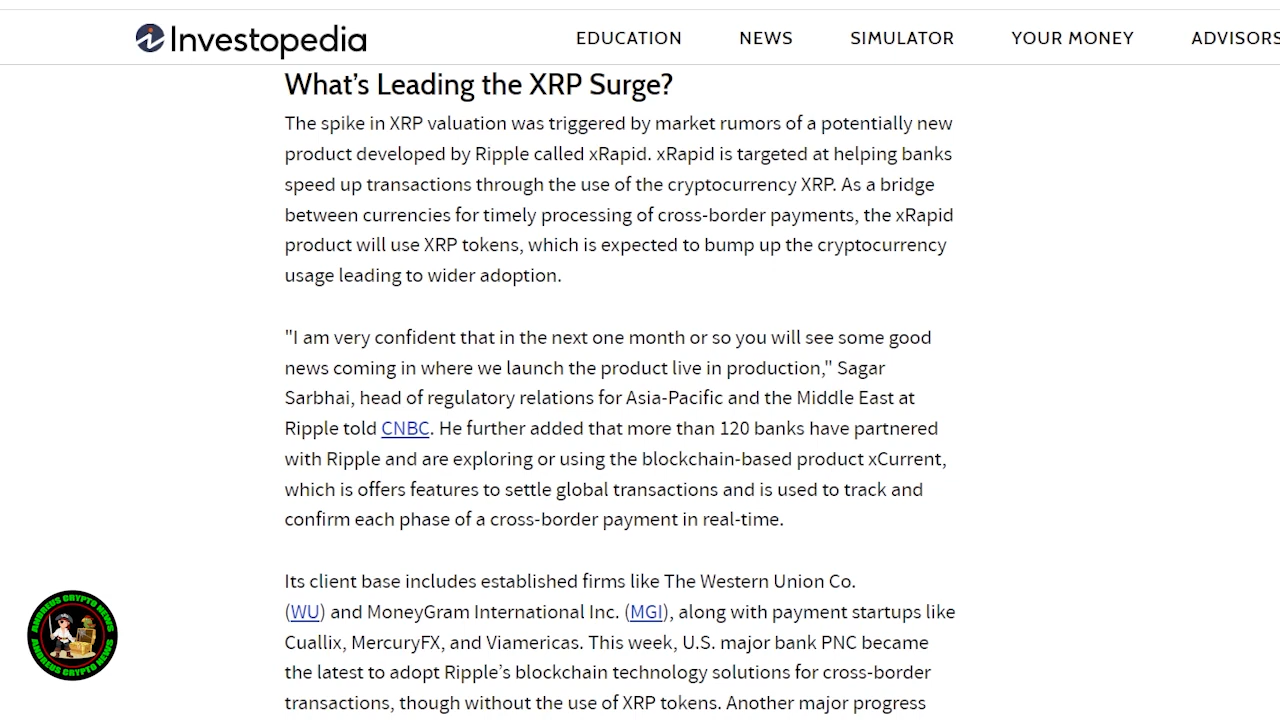 Investopedia
EDUCATION NEWS SIMULATOR YOUR MONEY ADVISORS
What's Leading the XRP Surge?
The spike in XRP valuation was triggered by market rumors of a potentially new
product developed by Ripple called xRapid. xRapid is targeted at helping banks
speed up transactions through the use of the cryptocurrency XRP. As a bridge
between currencies for timely processing of cross-border payments, the xRapid
product will use XRP tokens, which is expected to bump up the cryptocurrency
usage leading to wider adoption.
"I am very confident that in the next one month or so you will see some good
news coming in where we launch the product live in production," Sagar
Sarbhai, head of regulatory relations for Asia-Pacific and the Middle East at
Ripple told CNBC. He further added that more than 120 banks have partnered
with Ripple and are exploring or using the blockchain-based product xCurrent,
which is offers features to settle global transactions and is used to track and
confirm each phase of a cross-border payment in real-time.
Its client base includes established firms like The Western Union Co.
(WU) and MoneyGram International Inc. (MGI), along with payment startups like
Cuallix, MercuryFX, and Viamericas. This week, U.S. major bank PNC became
the latest to adopt Ripple's blockchain technology solutions for cross-border
transactions, though without the use of XRP tokens. Another major progress
ANDREUS CRYPTO NEWS
ANDREUS CRYPTO NEWS